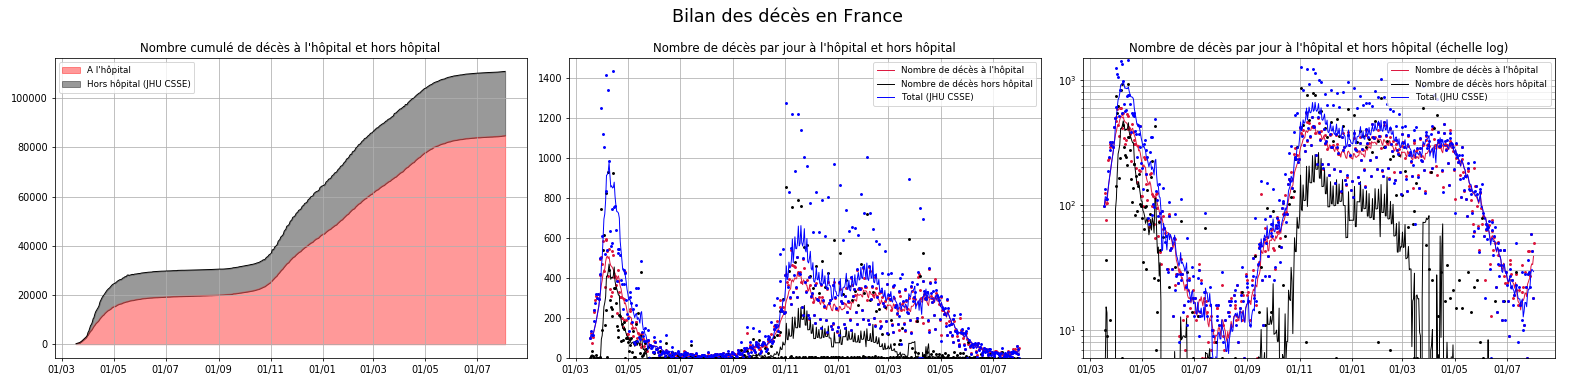 Bilan des décès en France
Nombre cumulé de décès à l'hôpital et hors hôpital
A l'hôpital
Hors hôpital (JHU CSSE)
100000
80000
60000
40000
20000
0
01/03 01/05 01/07 01/09 01/11 01/01 01/03 01/05 01/07
Nombre de décès par jour à l'hôpital et hors hôpital
Nombre de décès à l'hôpital
Nombre de décès hors hôpital
Total (JHU CSSE)
1400
1200
1000
800
600
400
200
0
01/03 01/05 01/07 01/09 01/11 01/01 01/03 01/05 01/07
Nombre de décès par jour à l'hôpital et hors hôpital (échelle log)
Nombre de décès à l'hôpital
Nombre de décès hors hôpital
Total (JHU CSSE)
10³
10²
10¹
01/03 01/05 01/07 01/09 01/11 01/01 01/03 01/05 01/07